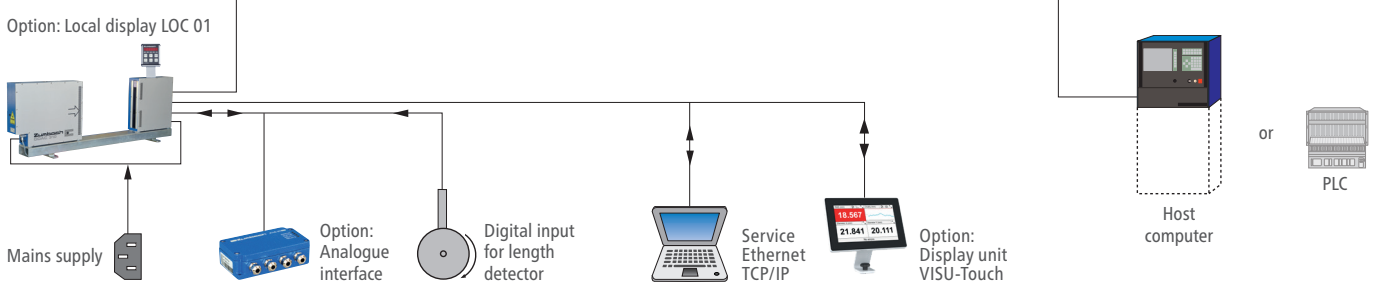 Option: Local display LOC 01
Zumbach
or
PLC
Host
computer
Mains supply
Option:
Analogue
interface
Digital input
for length
detector
Service
Ethernet
TCP/IP
18.567
21.841 20.111
Option:
Display unit
VISU-Touch